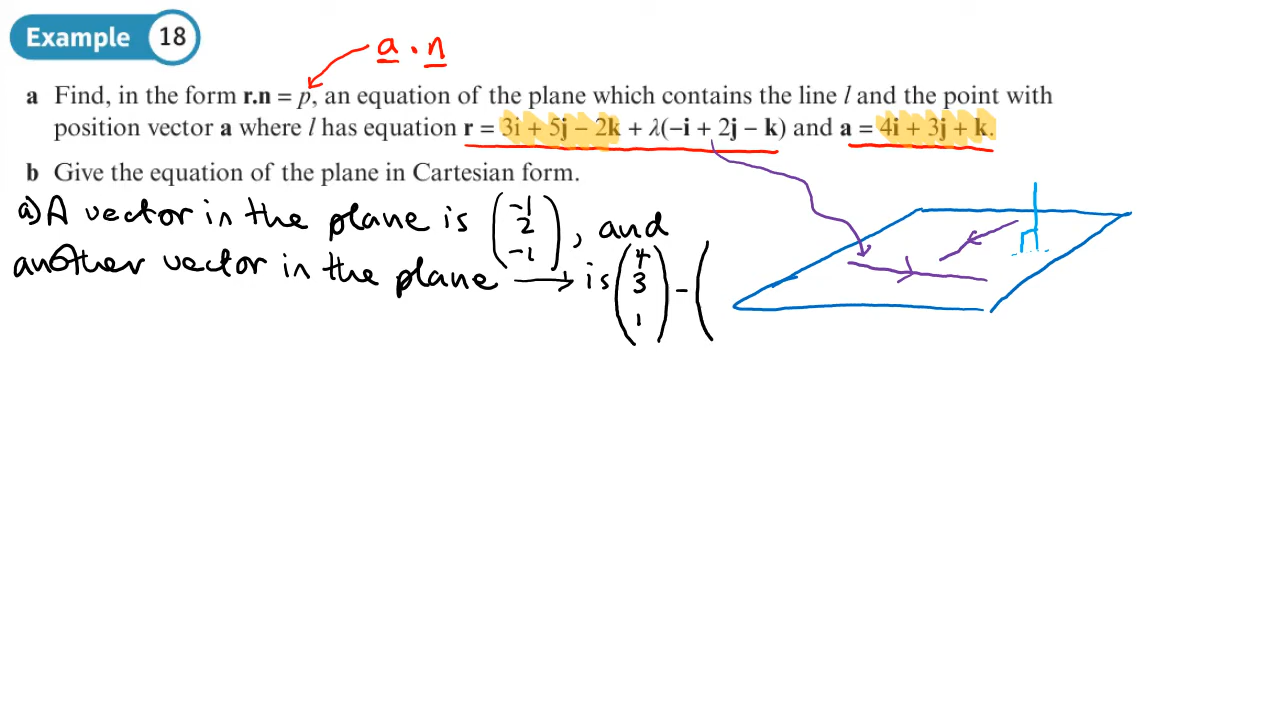 Example 18
a . n
a Find, in the form r.n = p, an equation of the plane which contains the line l and the point with
position vector a where l has equation r = 3i + 5j − 2k + λ(−i + 2j − k) and a = 4i + 3j + k.
b Give the equation of the plane in Cartesian form.
a) A vector in the plane is (-1 2 -1), and
another vector in the plane → is (4 3 1) - (